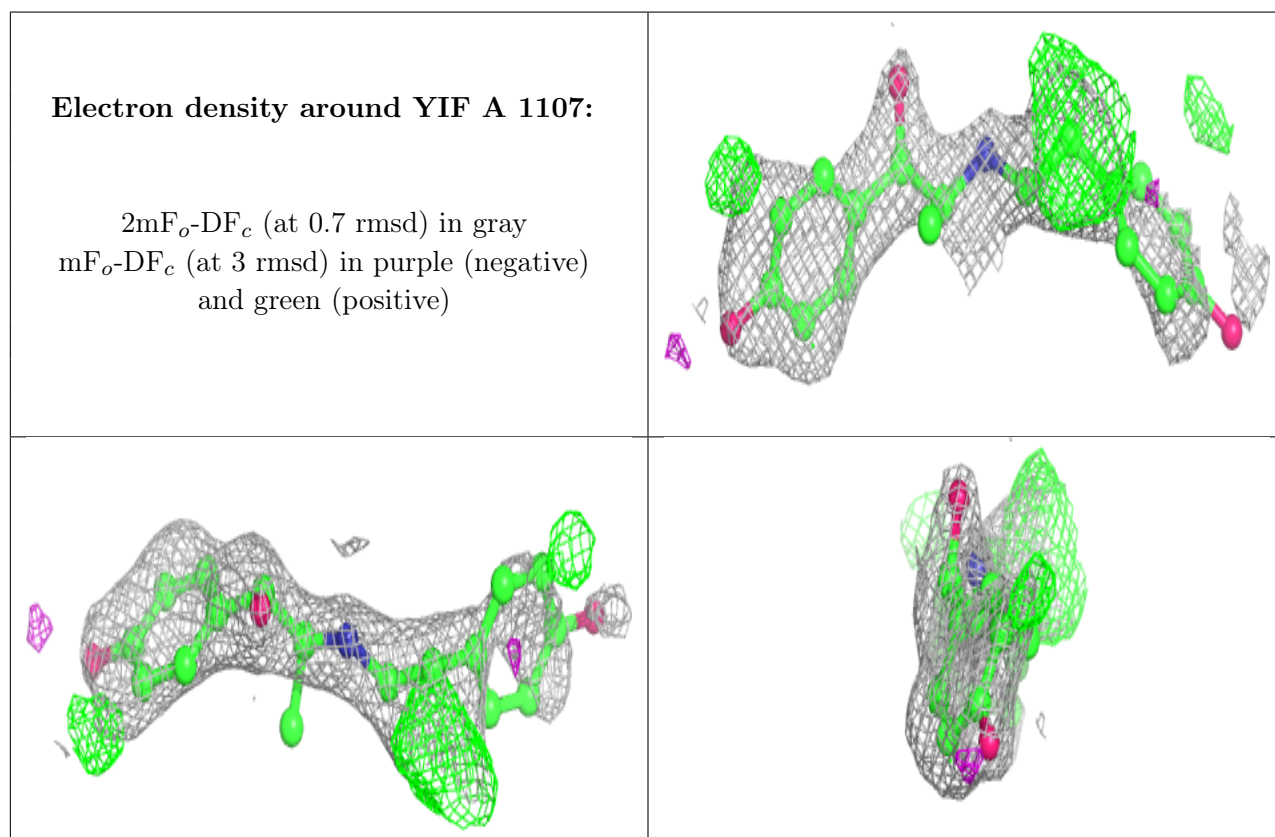 Electron density around YIF A 1107:
2mFₒ-DF𝒸 (at 0.7 rmsd) in gray
mFₒ-DF𝒸 (at 3 rmsd) in purple (negative)
and green (positive)